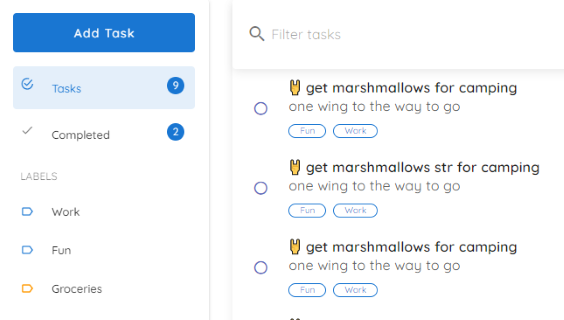 Add Task
Tasks
9
Completed
2
LABELS
Work
Fun
Groceries
Filter tasks
🤘 get marshmallows for camping
one wing to the way to go
Fun Work
🤘 get marshmallows str for camping
one wing to the way to go
Fun Work
🤘 get marshmallows for camping
one wing to the way to go
Fun Work